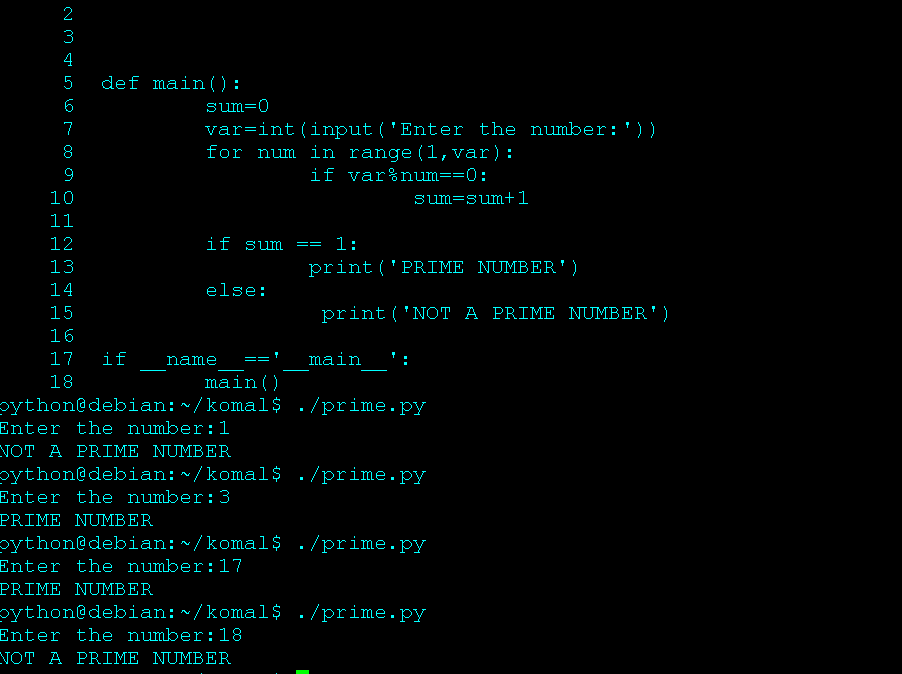 2
3
4
5 def main():
6 sum=0
7 var=int(input('Enter the number:'))
8 for num in range(1,var):
9 if var%num==0:
10 sum=sum+1
11
12 if sum == 1:
13 print('PRIME NUMBER')
14 else:
15 print('NOT A PRIME NUMBER')
16
17 if __name__=='__main__':
18 main()
python@debian:~/komal$ ./prime.py
Enter the number:1
NOT A PRIME NUMBER
python@debian:~/komal$ ./prime.py
Enter the number:3
PRIME NUMBER
python@debian:~/komal$ ./prime.py
Enter the number:17
PRIME NUMBER
python@debian:~/komal$ ./prime.py
Enter the number:18
NOT A PRIME NUMBER